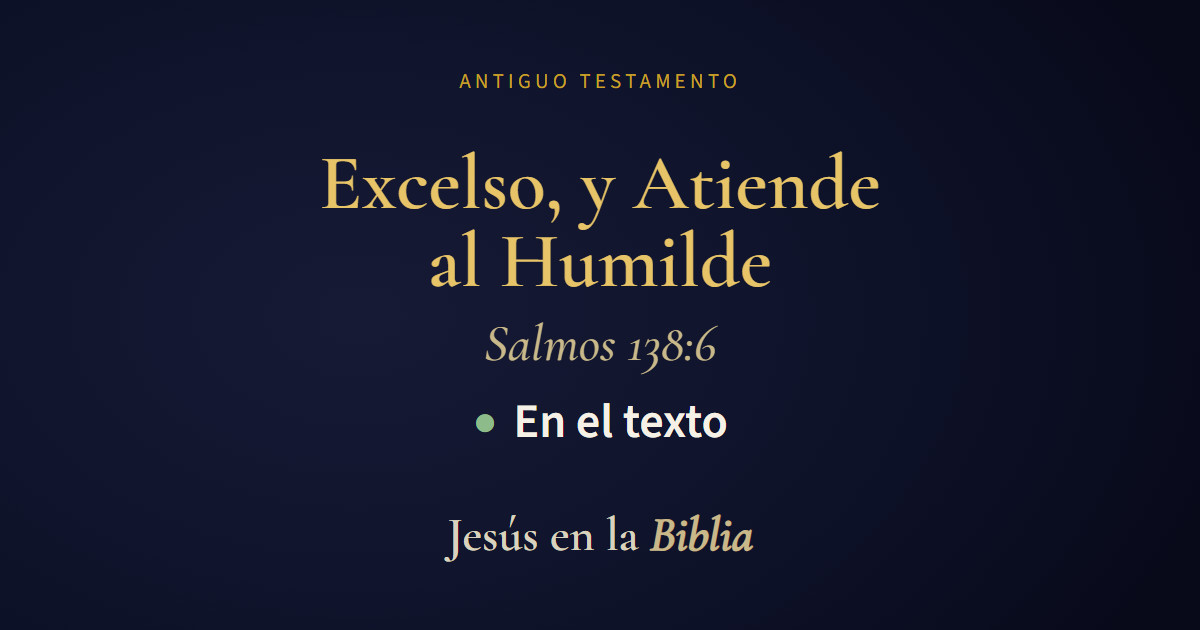 ANTIGUO TESTAMENTO
Excelso, y Atiende
al Humilde
Salmos 138:6
En el texto
Jesús en la Biblia